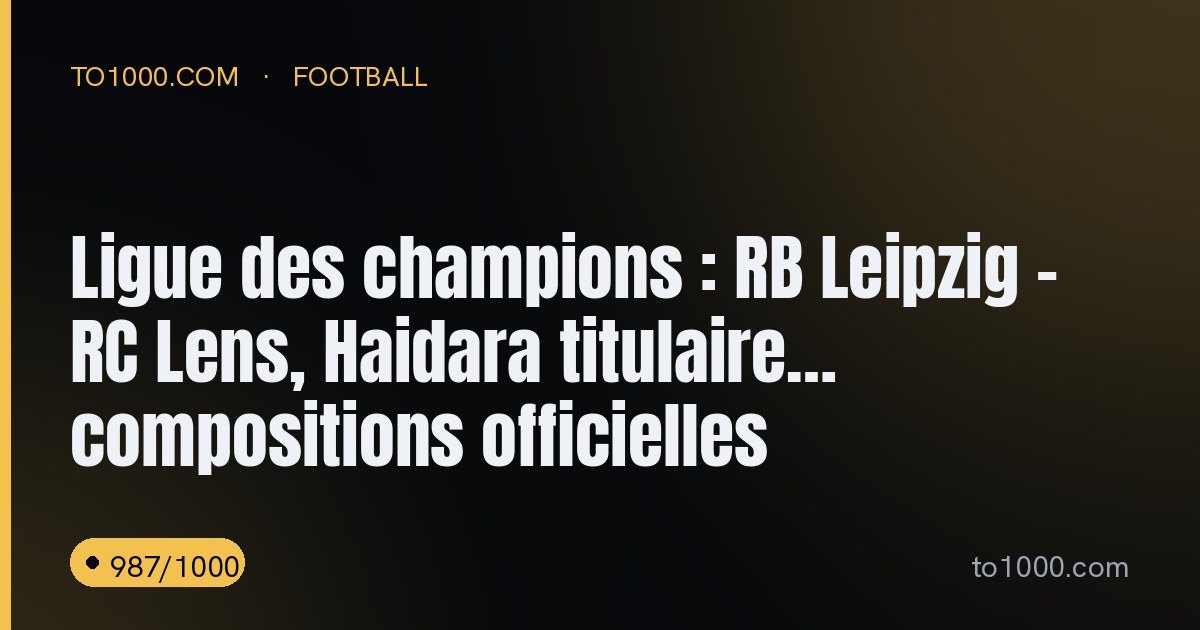 TO1000.COM · FOOTBALL
Ligue des champions : RB Leipzig -
RC Lens, Haidara titulaire...
compositions officielles
987/1000
to1000.com